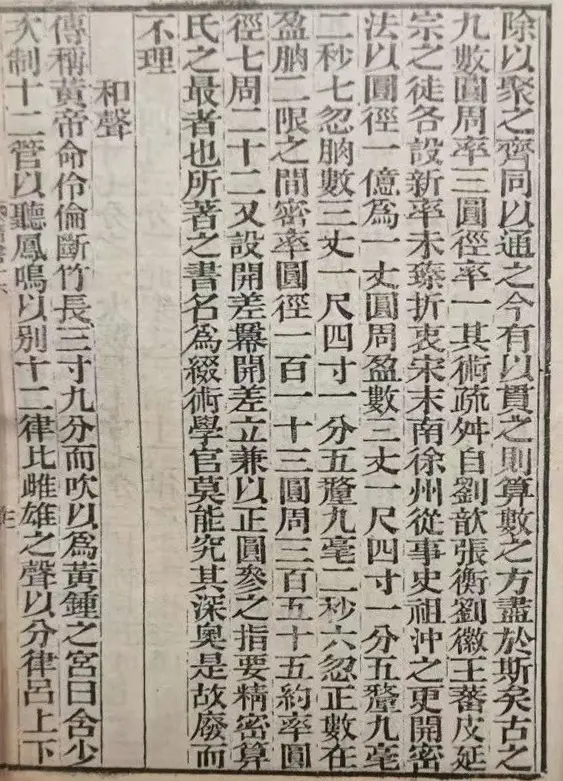 除以聚之齊同以通之今有以貫之則算數之方盡於斯矣古之
九數圓周率三圓徑率一其術疏舛自劉歆張衡劉徽王蕃皮延
宗之徒各設新率未臻折衷宋末南徐州從事史祖沖之更開密
法以圓徑一億爲一丈圓周盈數三丈一尺四寸一分五釐九毫
二秒七忽朒數三丈一尺四寸一分五釐九毫二秒六忽正數在
盈朒二限之間密率圓徑一百一十三圓周三百五十五約率圓
徑七周二十二又設開差冪開差立兼以正圓參之指要精密算
氏之最者也所著之書名爲綴術學官莫能究其深奥是故廢而
不理
和聲
傳稱黃帝命伶倫斷竹長三寸九分而吹以爲黃鍾之宮曰含少
次制十二管以聽鳳鳴以别十二律比雌雄之聲以分律呂上下